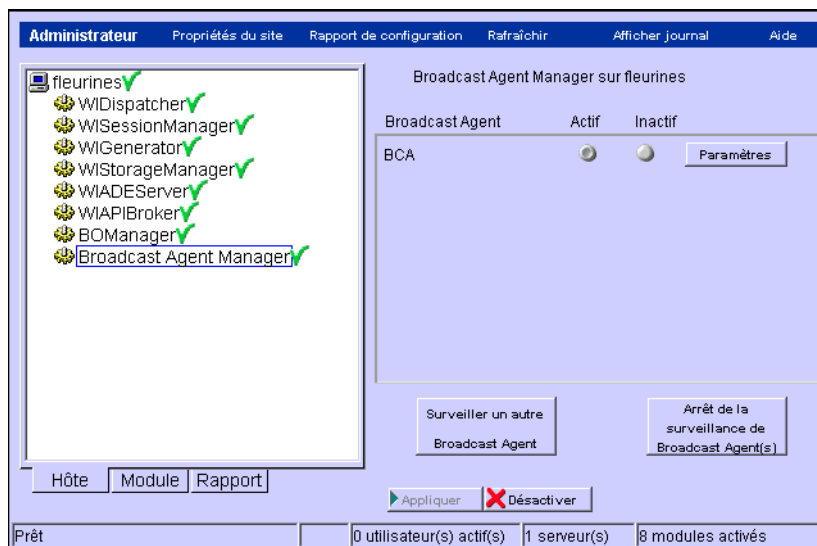 Administrateur Propriétés du site Rapport de configuration Rafraîchir Afficher journal Aide
fleurines
WIDispatcher
WISessionManager
WIGenerator
WIStorageManager
WIADEServer
WIAPIBroker
BOManager
Broadcast Agent Manager
Hôte Module Rapport
Broadcast Agent Manager sur fleurines
Broadcast Agent Actif Inactif
BCA Paramètres
Surveiller un autre
Broadcast Agent
Arrêt de la
surveillance de
Broadcast Agent(s)
Appliquer Désactiver
Prêt 0 utilisateur(s) actif(s) 1 serveur(s) 8 modules activés